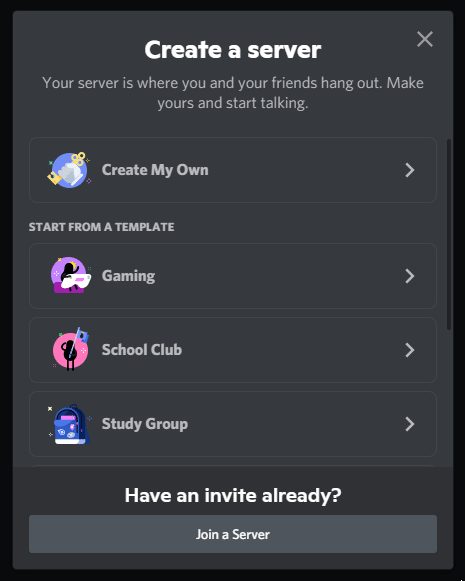 Create a server
Your server is where you and your friends hang out. Make
yours and start talking.
Create My Own
START FROM A TEMPLATE
Gaming
School Club
Study Group
Have an invite already?
Join a Server